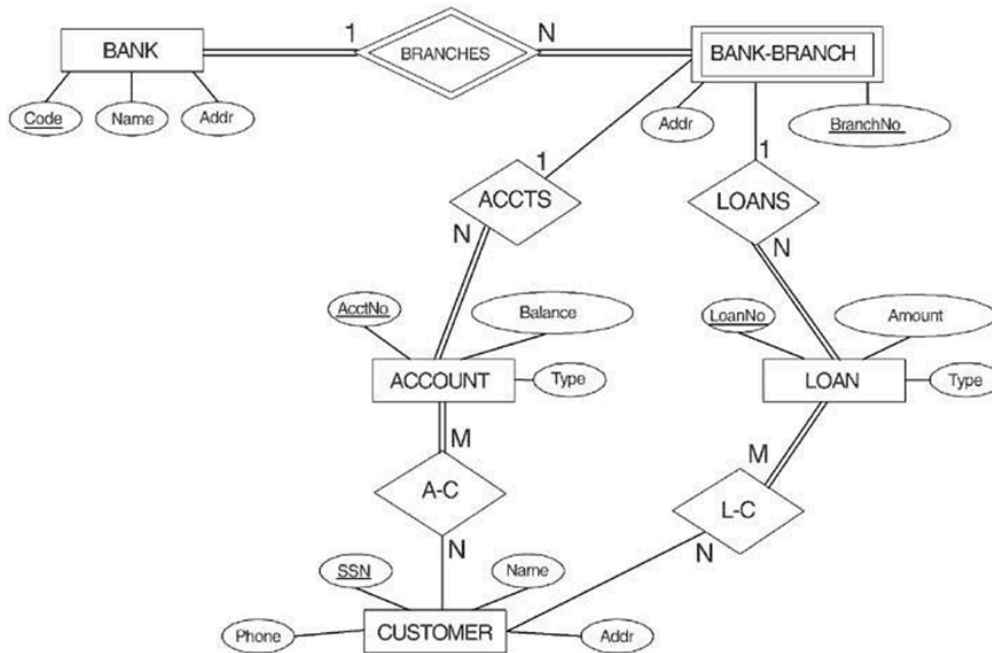 1 N
BANK BRANCHES BANK-BRANCH
Code Name Addr Addr BranchNo
1 1
ACCTS LOANS
N N
AcctNo Balance LoanNo Amount
ACCOUNT Type LOAN Type
M M
A-C L-C
N N
SSN Name
Phone CUSTOMER Addr